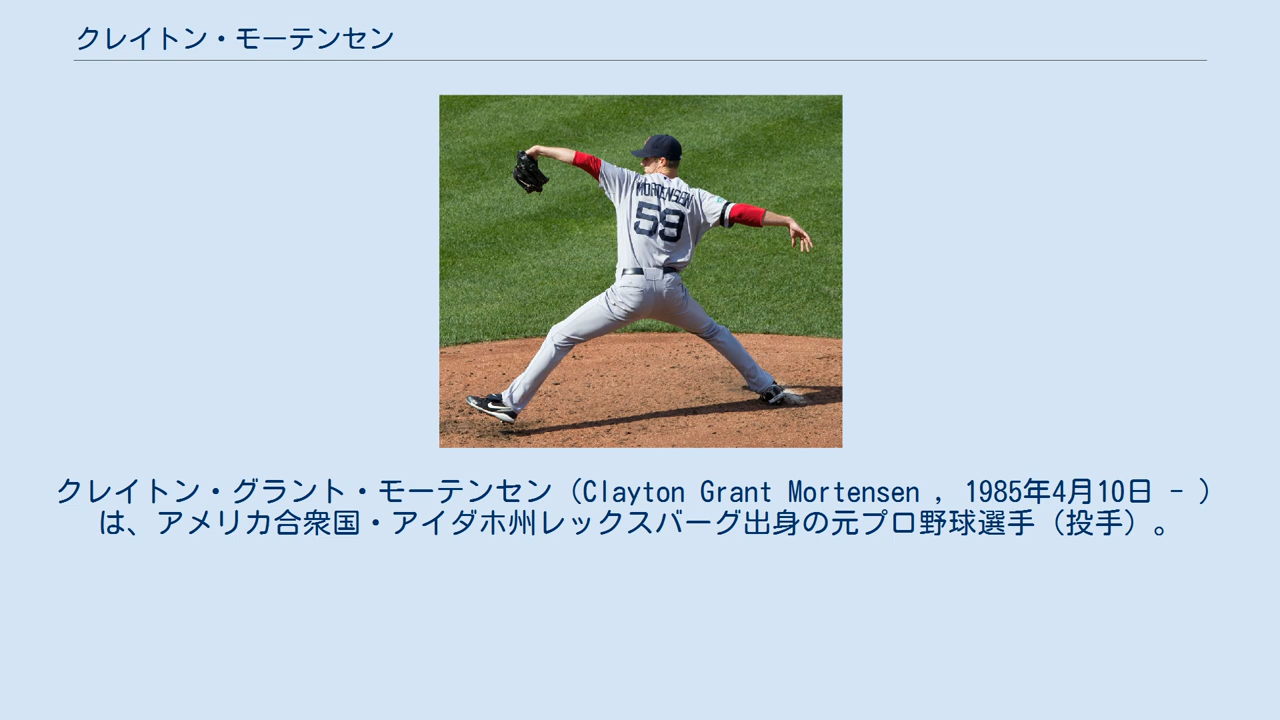 クレイトン・モーテンセン
MORTENSEN
59
クレイトン・グラント・モーテンセン（Clayton Grant Mortensen , 1985年4月10日 - ）
は、アメリカ合衆国・アイダホ州レックスバーグ出身の元プロ野球選手（投手）。